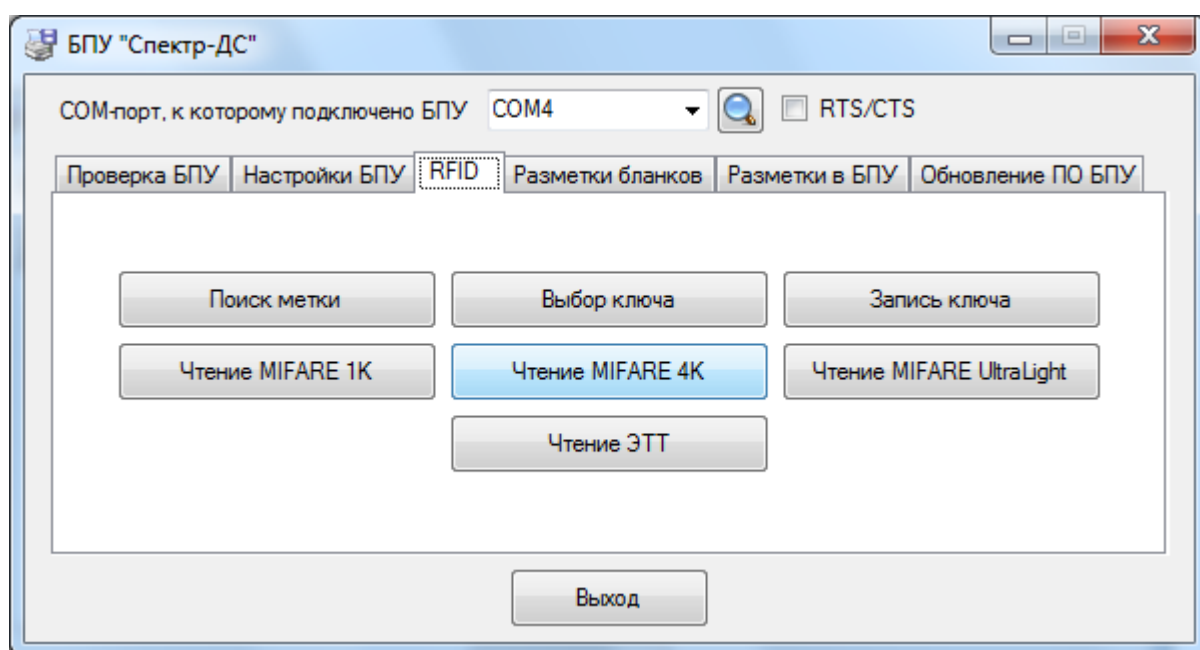 БПУ "Спектр-ДС"
COM-порт, к которому подключено БПУ COM4 RTS/CTS
Проверка БПУ Настройки БПУ RFID Разметки бланков Разметки в БПУ Обновление ПО БПУ
Поиск метки Выбор ключа Запись ключа
Чтение MIFARE 1K Чтение MIFARE 4K Чтение MIFARE UltraLight
Чтение ЭТТ
Выход